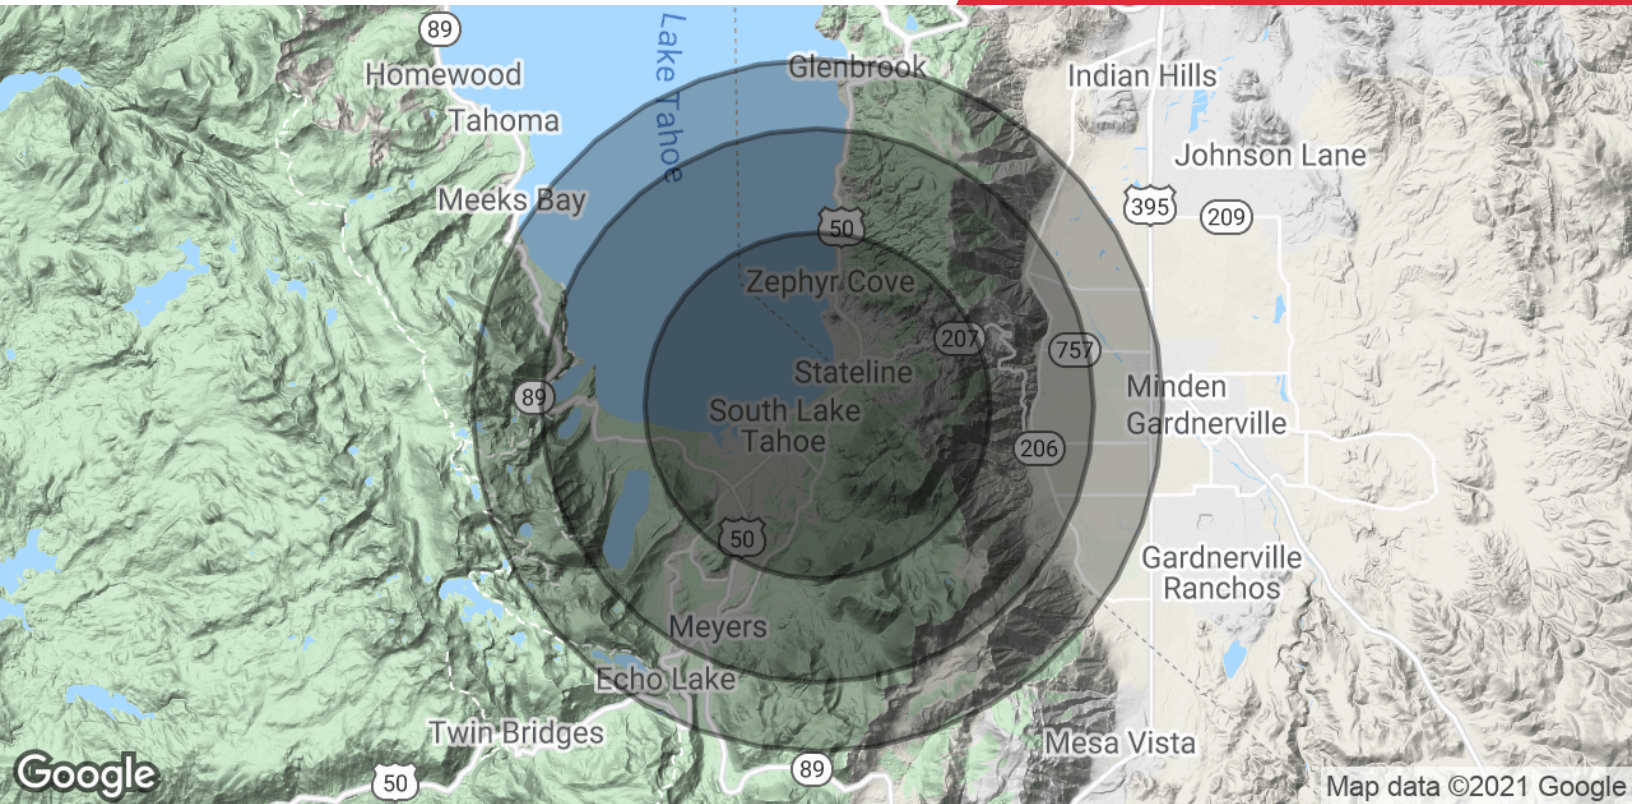 89
Lake Tahoe
Glenbrook
Homewood
Indian Hills
Tahoma
Johnson Lane
Meeks Bay
395
209
50
Zephyr Cove
207
757
Stateline
Minden
89
South Lake
Tahoe
Gardnerville
206
50
Gardnerville
Ranchos
Meyers
Echo Lake
Twin Bridges
Mesa Vista
89
Google
50
Map data ©2021 Google